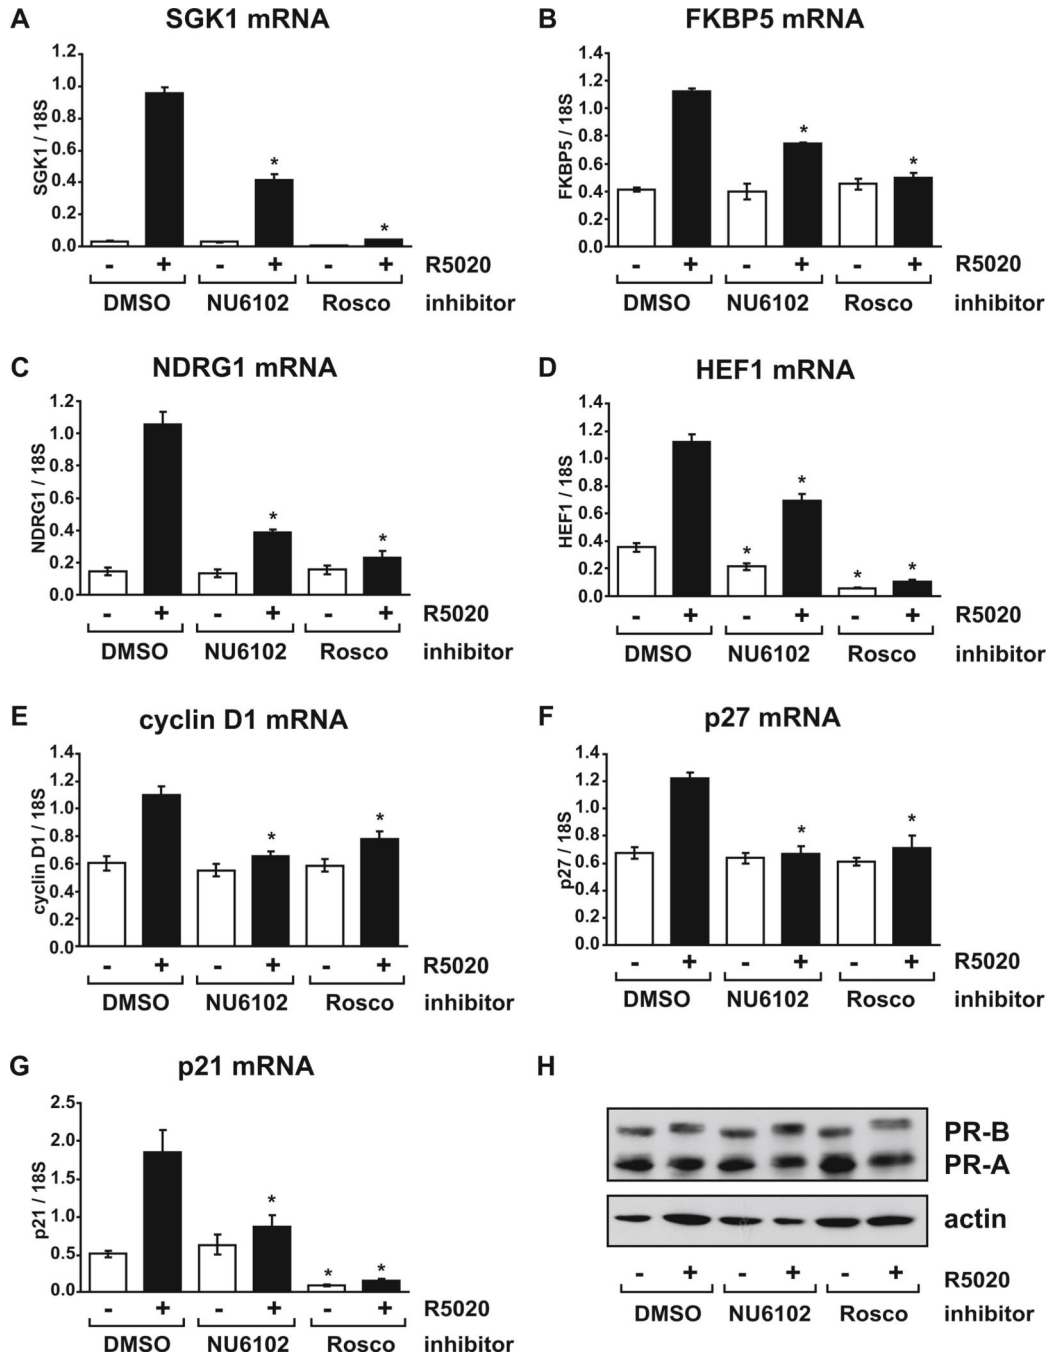 A SGK1 mRNA
SGK1 / 18S
1.2
1.0
0.8
0.6
0.4
0.2
0.0
*
*
- + - + - + R5020
DMSO NU6102 Rosco inhibitor
B FKBP5 mRNA
FKBP5 / 18S
1.4
1.2
1.0
0.8
0.6
0.4
0.2
0.0
*
*
- + - + - + R5020
DMSO NU6102 Rosco inhibitor
C NDRG1 mRNA
NDRG1 / 18S
1.2
1.0
0.8
0.6
0.4
0.2
0.0
*
*
- + - + - + R5020
DMSO NU6102 Rosco inhibitor
D HEF1 mRNA
HEF1 / 18S
1.4
1.2
1.0
0.8
0.6
0.4
0.2
0.0
*
*
*
*
- + - + - + R5020
DMSO NU6102 Rosco inhibitor
E cyclin D1 mRNA
cyclin D1 / 18S
1.4
1.2
1.0
0.8
0.6
0.4
0.2
0.0
*
*
- + - + - + R5020
DMSO NU6102 Rosco inhibitor
F p27 mRNA
p27 / 18S
1.4
1.2
1.0
0.8
0.6
0.4
0.2
0.0
*
*
- + - + - + R5020
DMSO NU6102 Rosco inhibitor
G p21 mRNA
p21 / 18S
2.5
2.0
1.5
1.0
0.5
0.0
*
* *
- + - + - + R5020
DMSO NU6102 Rosco inhibitor
H
PR-B
PR-A
actin
- + - + - + R5020
DMSO NU6102 Rosco inhibitor